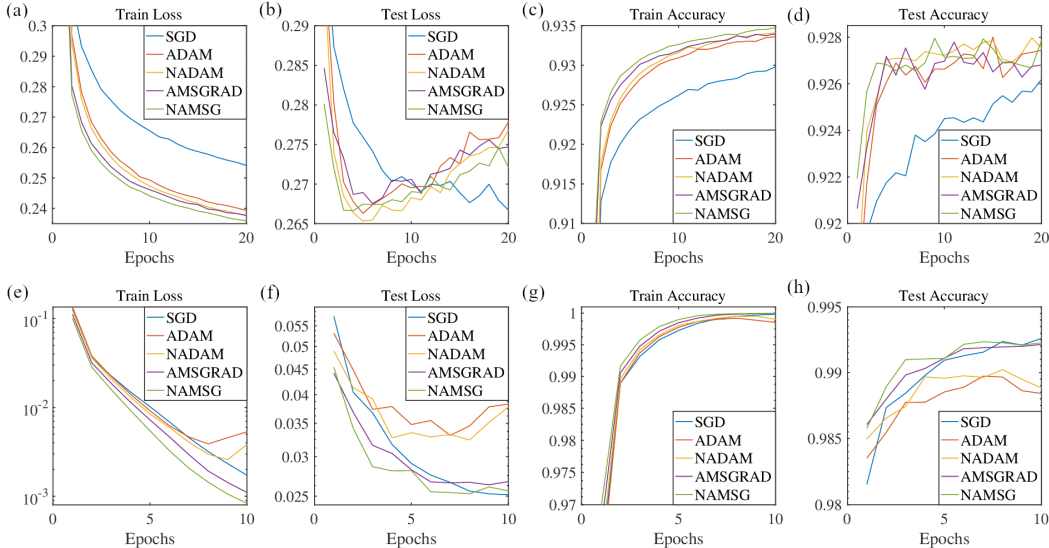 (a) Train Loss
0.3
0.29
0.28
0.27
0.26
0.25
0.24
0 10 20
Epochs
SGD
ADAM
NADAM
AMSGRAD
NAMSG
(b) Test Loss
0.29
0.285
0.28
0.275
0.27
0.265
0 10 20
Epochs
SGD
ADAM
NADAM
AMSGRAD
NAMSG
(c) Train Accuracy
0.935
0.93
0.925
0.92
0.915
0.91
0 10 20
Epochs
SGD
ADAM
NADAM
AMSGRAD
NAMSG
(d) Test Accuracy
0.928
0.926
0.924
0.922
0.92
0 10 20
Epochs
SGD
ADAM
NADAM
AMSGRAD
NAMSG
(e) Train Loss
10-1
10-2
10-3
0 5 10
Epochs
SGD
ADAM
NADAM
AMSGRAD
NAMSG
(f) Test Loss
0.055
0.05
0.045
0.04
0.035
0.03
0.025
0 5 10
Epochs
SGD
ADAM
NADAM
AMSGRAD
NAMSG
(g) Train Accuracy
1
0.995
0.99
0.985
0.98
0.975
0.97
0 5 10
Epochs
SGD
ADAM
NADAM
AMSGRAD
NAMSG
(h) Test Accuracy
0.995
0.99
0.985
0.98
0 5 10
Epochs
SGD
ADAM
NADAM
AMSGRAD
NAMSG